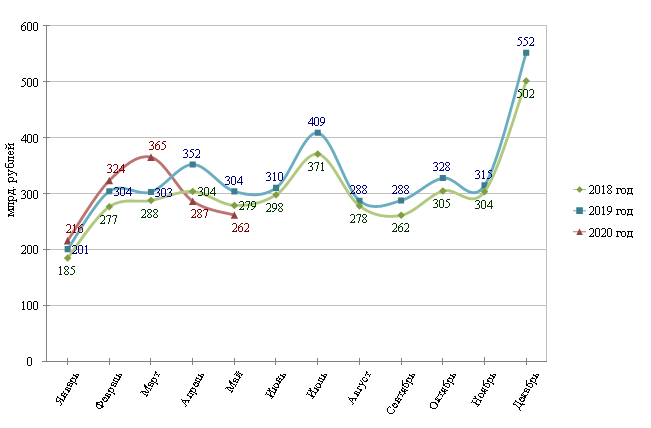 600
552
502
500
млрд. рублей
409
400
371
365
352
324
328
315
310
304
303
304
304
300
288
287
279
298
288
288
305
304
277
278
262
262
216
201
200
185
100
0
2018 год
2019 год
2020 год
Январь
Февраль
Март
Апрель
Май
Июнь
Июль
Август
Сентябрь
Октябрь
Ноябрь
Декабрь